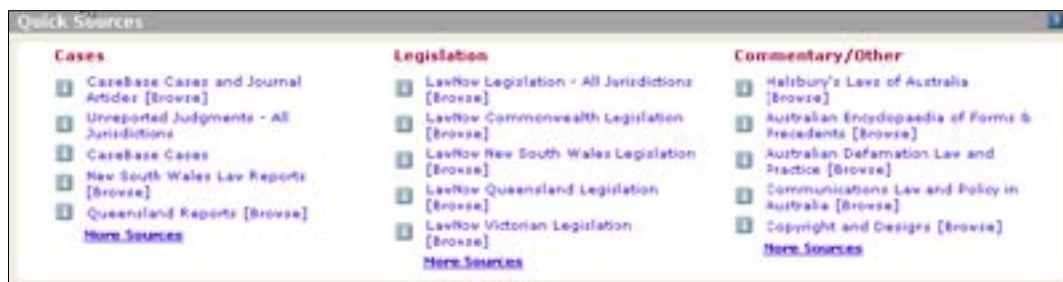 Quick Sources
Cases
CaseBase Cases and Journal
Articles [Browse]
Unreported Judgments - All
Jurisdictions
CaseBase Cases
New South Wales Law Reports
[Browse]
Queensland Reports [Browse]
More Sources
Legislation
LawNow Legislation - All Jurisdictions
[Browse]
LawNow Commonwealth Legislation
[Browse]
LawNow New South Wales Legislation
[Browse]
LawNow Queensland Legislation
[Browse]
LawNow Victorian Legislation
[Browse]
More Sources
Commentary/Other
Halsbury's Laws of Australia
[Browse]
Australian Encyclopaedia of Forms &
Precedents [Browse]
Australian Defamation Law and
Practice [Browse]
Communications Law and Policy in
Australia [Browse]
Copyright and Designs [Browse]
More Sources